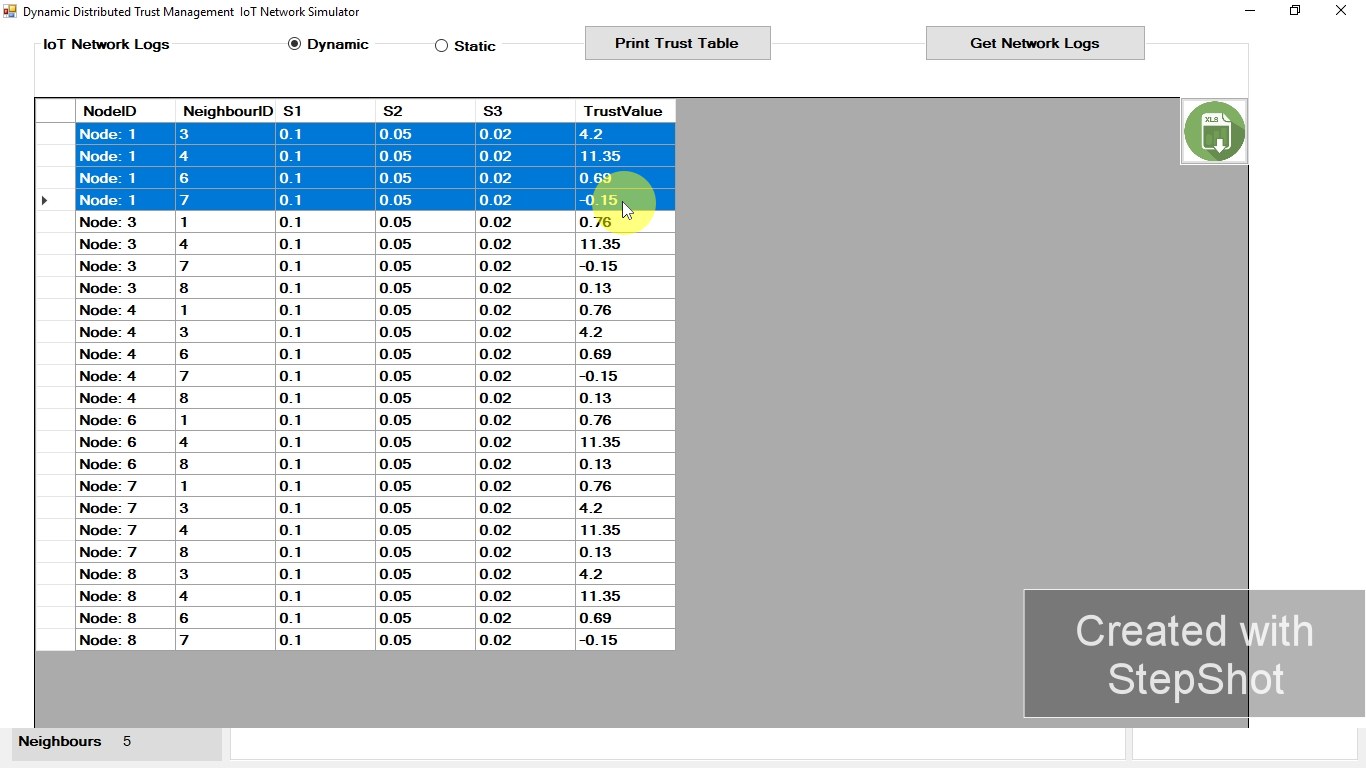 Dynamic Distributed Trust Management IoT Network Simulator
IoT Network Logs Dynamic Static Print Trust Table Get Network Logs
NodeID NeighbourID S1 S2 S3 TrustValue
Node: 1 3 0.1 0.05 0.02 4.2
Node: 1 4 0.1 0.05 0.02 11.35
Node: 1 6 0.1 0.05 0.02 0.69
Node: 1 7 0.1 0.05 0.02 -0.15
Node: 3 1 0.1 0.05 0.02 0.76
Node: 3 4 0.1 0.05 0.02 11.35
Node: 3 7 0.1 0.05 0.02 -0.15
Node: 3 8 0.1 0.05 0.02 0.13
Node: 4 1 0.1 0.05 0.02 0.76
Node: 4 3 0.1 0.05 0.02 4.2
Node: 4 6 0.1 0.05 0.02 0.69
Node: 4 7 0.1 0.05 0.02 -0.15
Node: 4 8 0.1 0.05 0.02 0.13
Node: 6 1 0.1 0.05 0.02 0.76
Node: 6 4 0.1 0.05 0.02 11.35
Node: 6 8 0.1 0.05 0.02 0.13
Node: 7 1 0.1 0.05 0.02 0.76
Node: 7 3 0.1 0.05 0.02 4.2
Node: 7 4 0.1 0.05 0.02 11.35
Node: 7 8 0.1 0.05 0.02 0.13
Node: 8 3 0.1 0.05 0.02 4.2
Node: 8 4 0.1 0.05 0.02 11.35
Node: 8 6 0.1 0.05 0.02 0.69
Node: 8 7 0.1 0.05 0.02 -0.15
XLS
Created with
StepShot
Neighbours 5